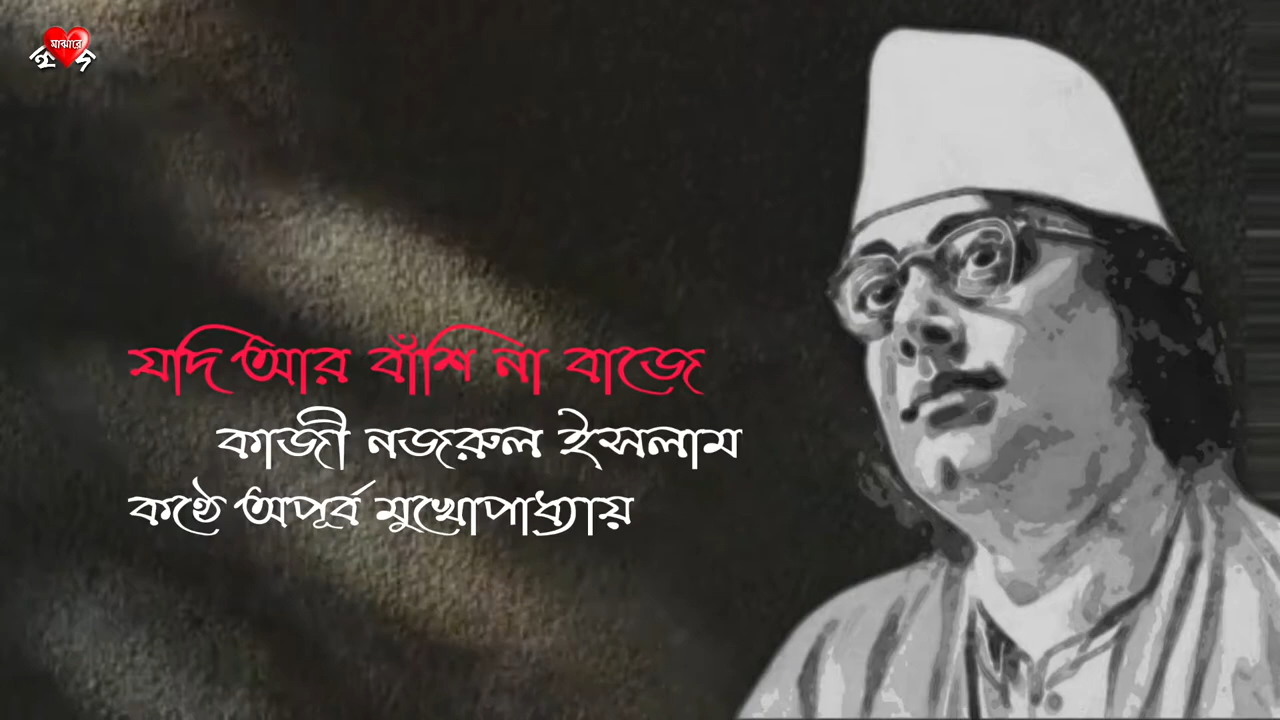 হৃদ মাঝারে
যদি আর বাঁশি না বাজে
কাজী নজরুল ইসলাম
কণ্ঠে অপূর্ব মুখোপাধ্যায়